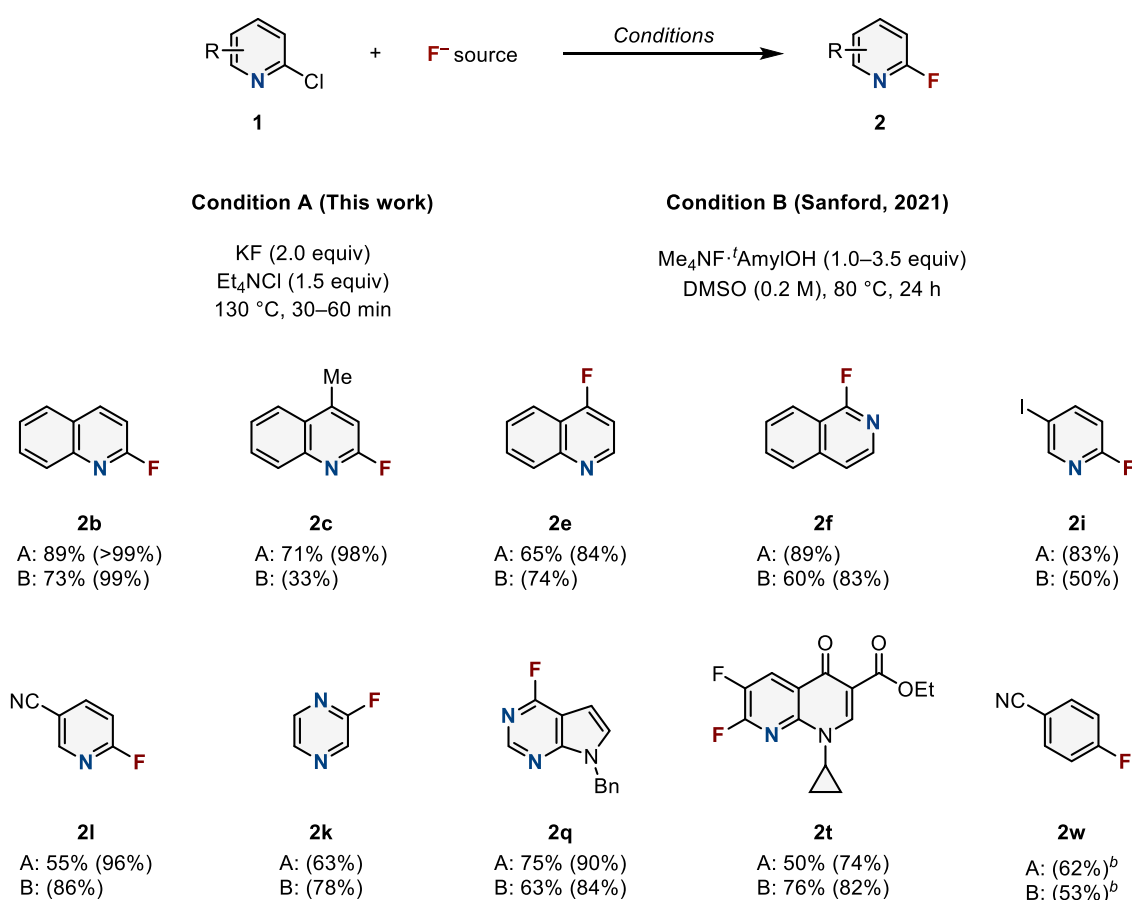 R
N
Cl
+
F⁻ source
Conditions
R
N
F
1
2
Condition A (This work)
Condition B (Sanford, 2021)
KF (2.0 equiv)
Et₄NCl (1.5 equiv)
130 °C, 30–60 min
Me₄NF·ᵗAmylOH (1.0–3.5 equiv)
DMSO (0.2 M), 80 °C, 24 h
N
F
2b
A: 89% (>99%)
B: 73% (99%)
Me
N
F
2c
A: 71% (98%)
B: (33%)
F
N
2e
A: 65% (84%)
B: (74%)
F
N
2f
A: (89%)
B: 60% (83%)
I
N
F
2i
A: (83%)
B: (50%)
NC
N
F
2l
A: 55% (96%)
B: (86%)
N
F
N
2k
A: (63%)
B: (78%)
F
N
N
N
Bn
2q
A: 75% (90%)
B: 63% (84%)
O
O
F
OEt
F
N
N
2t
A: 50% (74%)
B: 76% (82%)
NC
F
2w
A: (62%)ᵇ
B: (53%)ᵇ